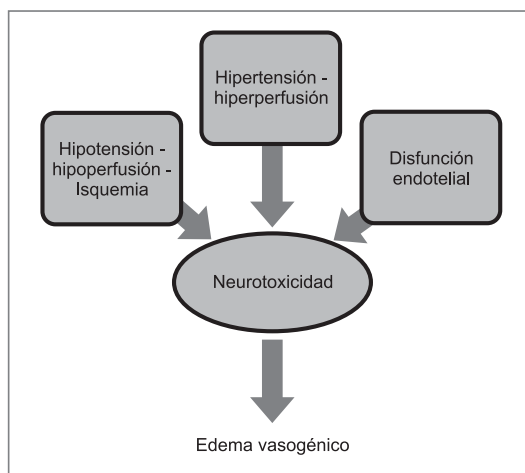 Hipertensión -
hiperperfusión
Hipotensión -
hipoperfusión -
Isquemia
Disfunción
endotelial
Neurotoxicidad
Edema vasogénico